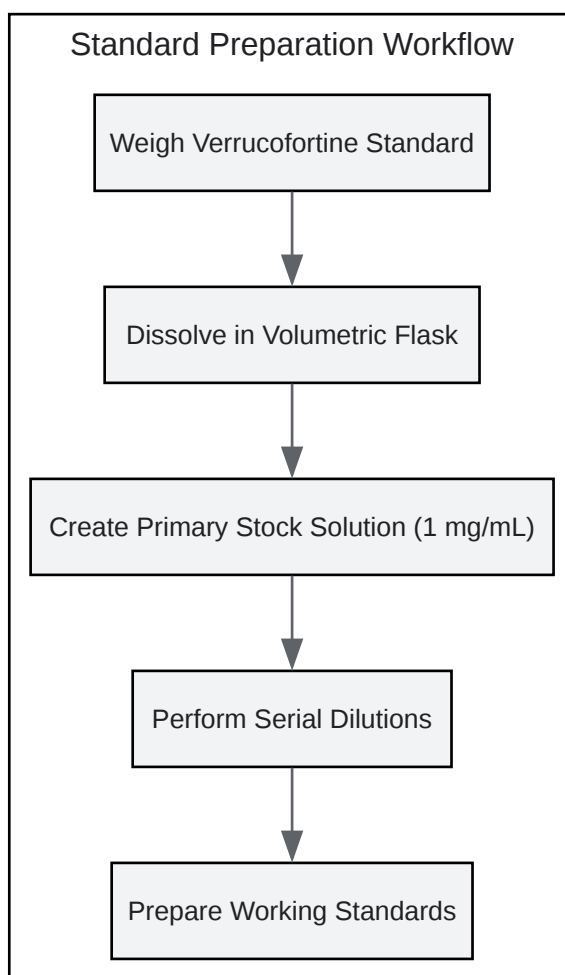 Standard Preparation Workflow
Weigh Verrucofortine Standard
Dissolve in Volumetric Flask
Create Primary Stock Solution (1 mg/mL)
Perform Serial Dilutions
Prepare Working Standards